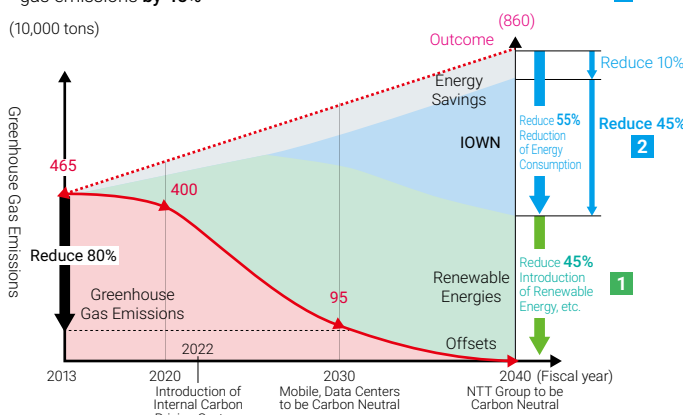 (10,000 tons)
(860)
Outcome
Reduce 10%
Energy
Savings
Greenhouse Gas Emissions
IOWN
Reduce 55%
Reduction
of Energy
Consumption
Reduce 45%
2
465
400
Reduce 80%
Reduce 45%
Introduction
of Renewable
Energy, etc.
1
Renewable
Energies
Greenhouse
Gas Emissions
95
Offsets
2022
2013
2020
2030
2040 (Fiscal year)
Introduction of
Internal Carbon
Mobile, Data Centers
to be Carbon Neutral
NTT Group to be
Carbon Neutral